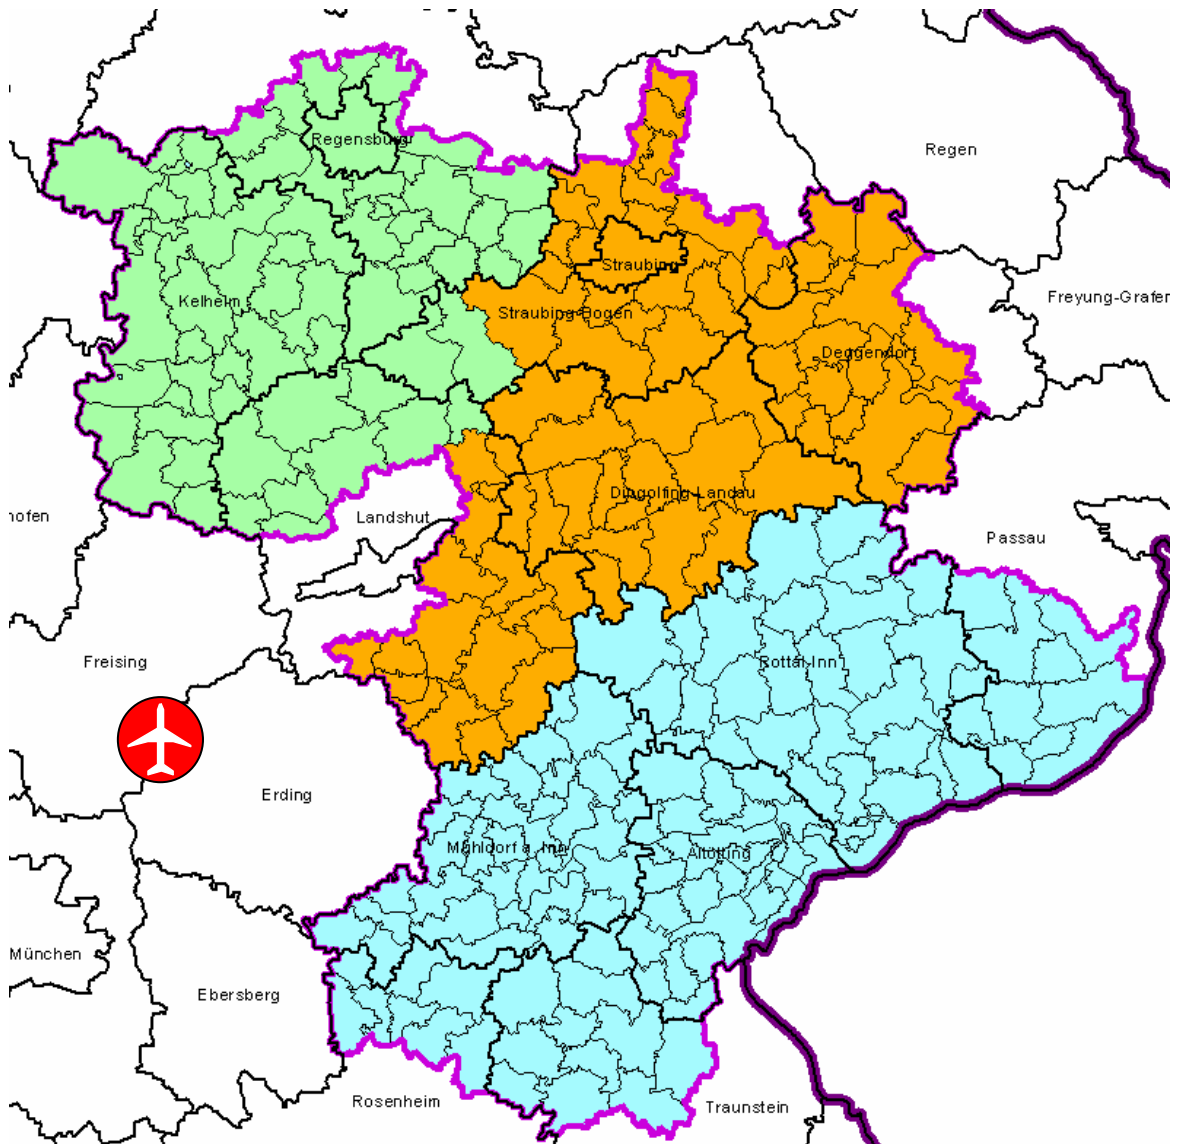 Regensburg
Regen
Straubing
Kelheim
Freyung-Grafen
Straubing-Bogen
Deggendorf
Dingolfing-Landau
hofen
Landshut
Passau
Freising
Rottal-Inn
Erding
Mühldorf a. Inn
Altötting
München
Ebersberg
Rosenheim
Traunstein